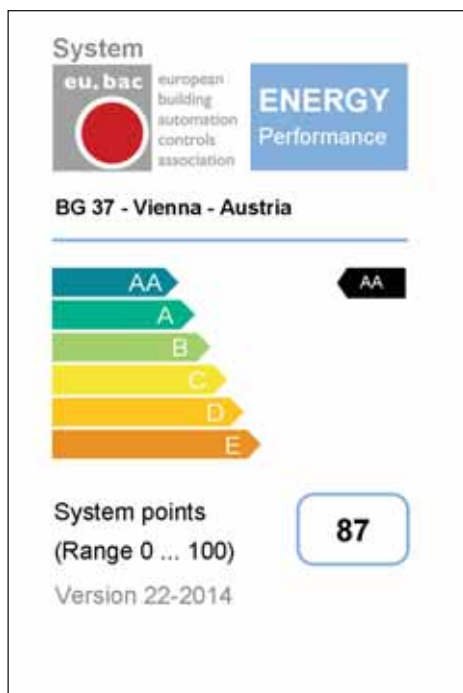 System
eu.bac
european
building
automation
controls
association
ENERGY
Performance
BG 37 - Vienna - Austria
AA
AA
A
B
C
D
E
System points
(Range 0 ... 100)
87
Version 22-2014